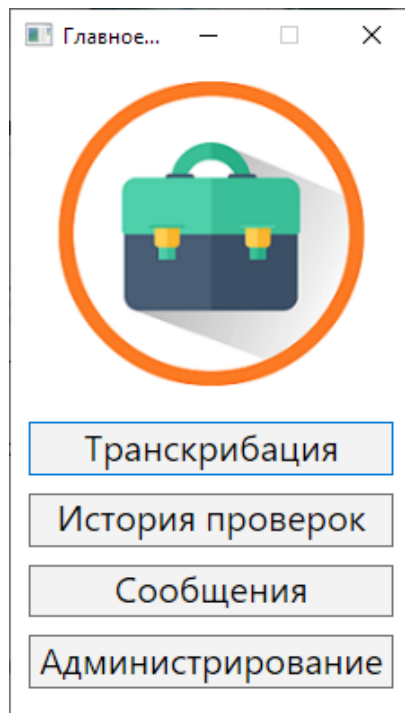 Главное...
Транскрибация
История проверок
Сообщения
Администрирование